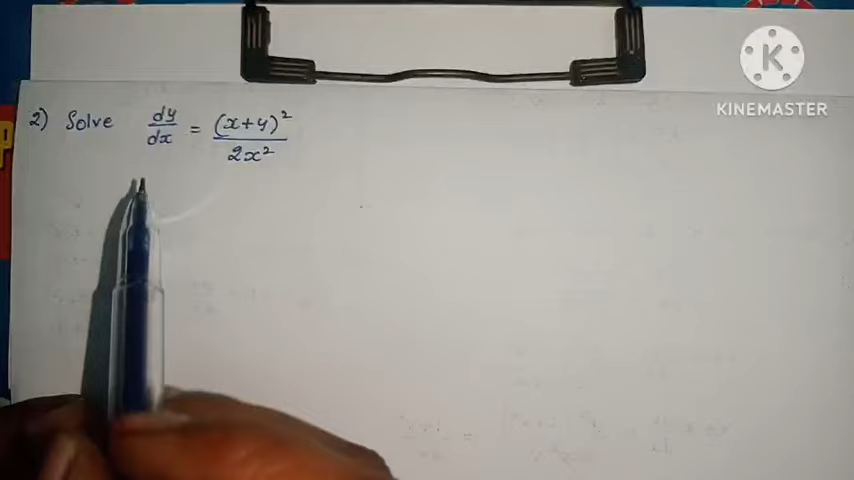 K
KINEMASTER
2) Solve dy/dx = (x+y)²/2x²